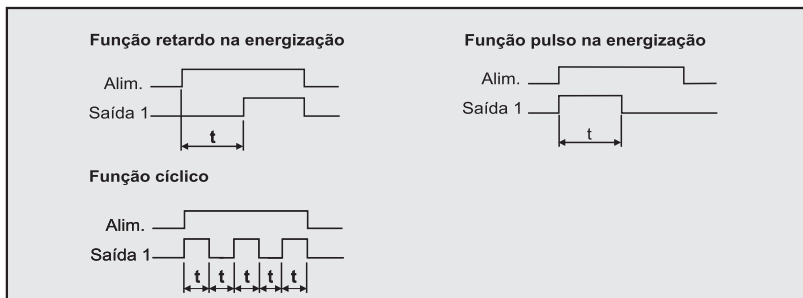 Função retardo na energização
Alim.
Saída 1
t
Função pulso na energização
Alim.
Saída 1
t
Função cíclico
Alim.
Saída 1
t t t t t